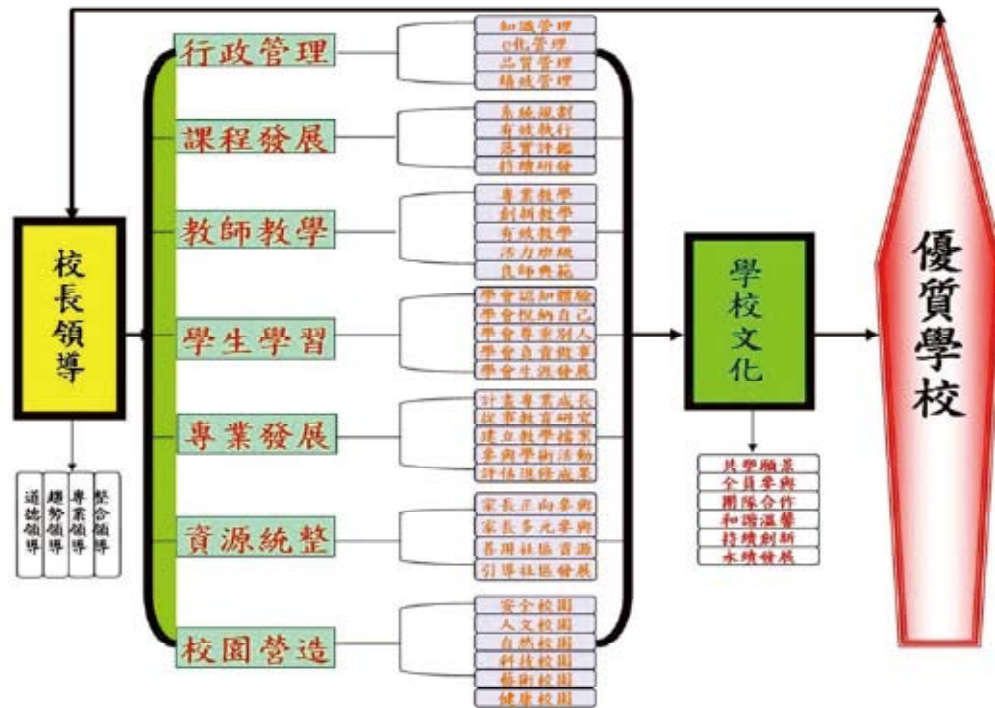 校長領導
道德領導
趨勢領導
專業領導
整合領導
行政管理
知識管理
e化管理
品質管理
績效管理
課程發展
系統規劃
有效執行
落實評鑑
持續研發
教師教學
專業教學
創新教學
有效教學
活力班級
良師典範
學生學習
學會認知體驗
學會悅納自己
學會尊重別人
學會負責做事
學會生涯發展
專業發展
計畫專業成長
從事教育研究
建立教學檔案
參與學術活動
評估進修成果
資源統整
家長正向參與
家長多元參與
善用社區資源
引導社區發展
校園營造
安全校園
人文校園
自然校園
科技校園
藝術校園
健康校園
學校文化
共塑願景
全員參與
團隊合作
和諧溫馨
持續創新
永續發展
優質學校